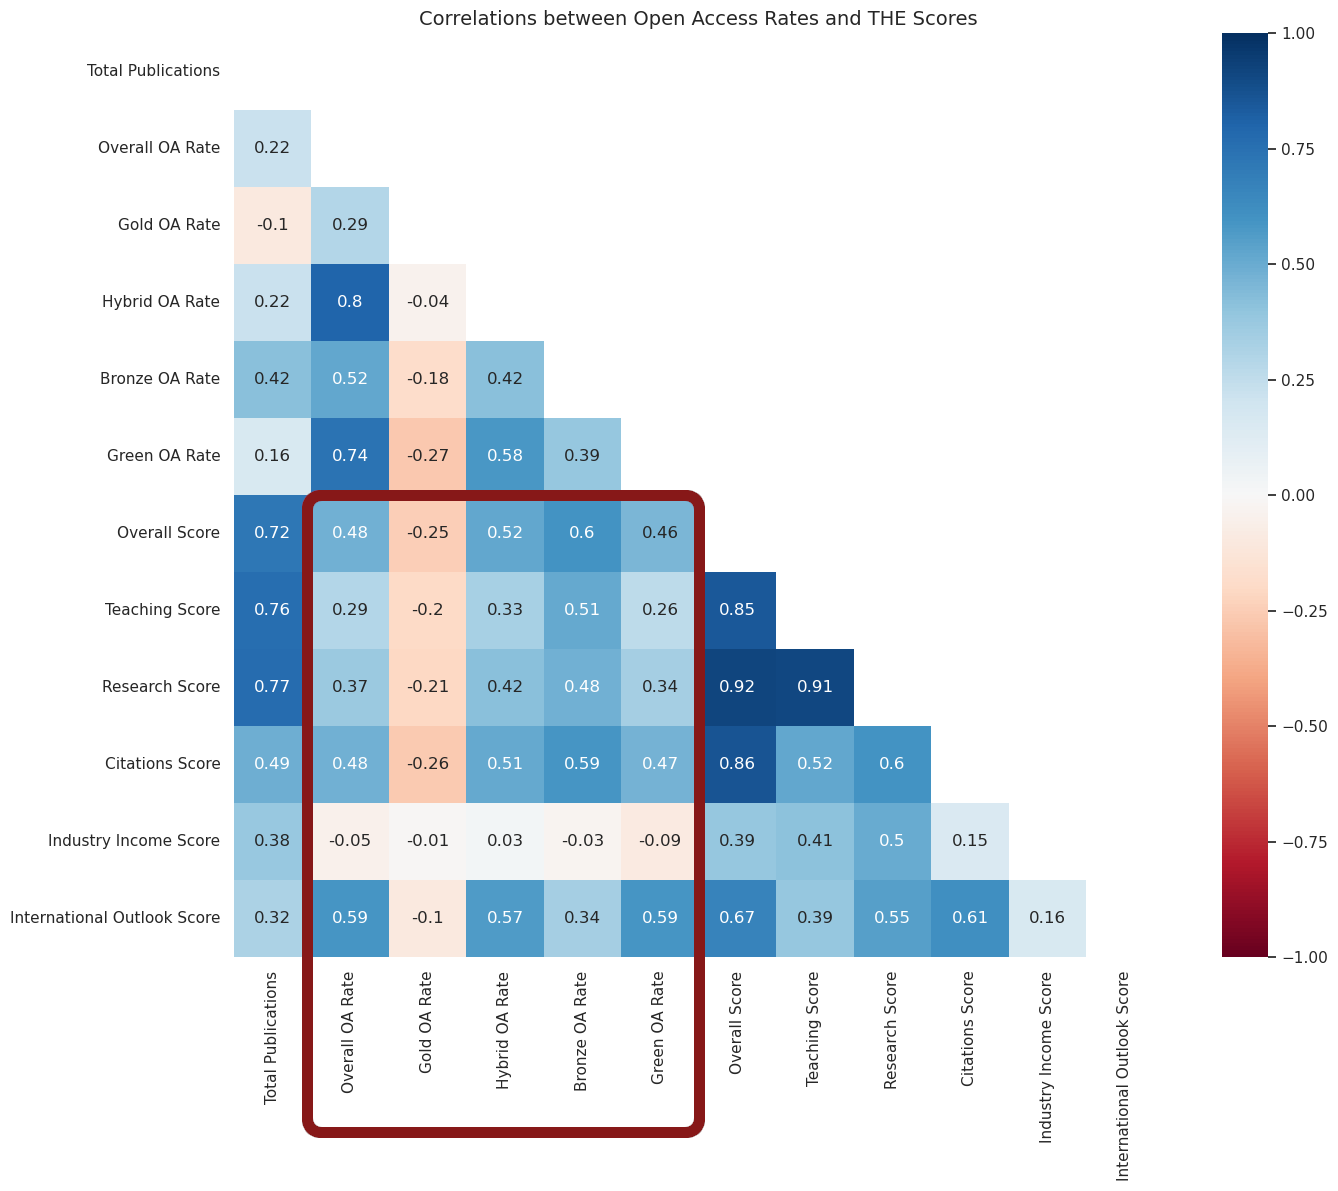 Correlations between Open Access Rates and THE Scores
Total Publications
Overall OA Rate 0.22
Gold OA Rate -0.1 0.29
Hybrid OA Rate 0.22 0.8 -0.04
Bronze OA Rate 0.42 0.52 -0.18 0.42
Green OA Rate 0.16 0.74 -0.27 0.58 0.39
Overall Score 0.72 0.48 -0.25 0.52 0.6 0.46
Teaching Score 0.76 0.29 -0.2 0.33 0.51 0.26 0.85
Research Score 0.77 0.37 -0.21 0.42 0.48 0.34 0.92 0.91
Citations Score 0.49 0.48 -0.26 0.51 0.59 0.47 0.86 0.52 0.6
Industry Income Score 0.38 -0.05 -0.01 0.03 -0.03 -0.09 0.39 0.41 0.5 0.15
International Outlook Score 0.32 0.59 -0.1 0.57 0.34 0.59 0.67 0.39 0.55 0.61 0.16
Total Publications
Overall OA Rate
Gold OA Rate
Hybrid OA Rate
Bronze OA Rate
Green OA Rate
Overall Score
Teaching Score
Research Score
Citations Score
Industry Income Score
International Outlook Score
1.00
0.75
0.50
0.25
0.00
−0.25
−0.50
−0.75
−1.00